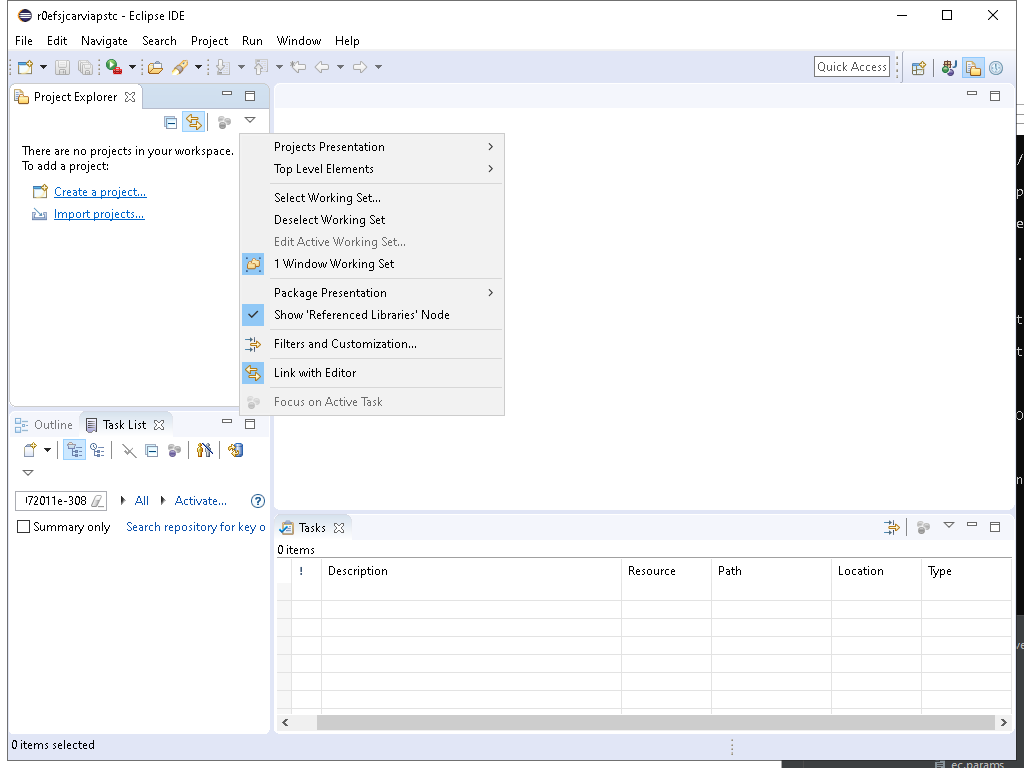 r0efsjcarviapstc - Eclipse IDE
File Edit Navigate Search Project Run Window Help
Quick Access
Project Explorer
There are no projects in your workspace.
To add a project:
Create a project...
Import projects...
Projects Presentation
Top Level Elements
Select Working Set...
Deselect Working Set
Edit Active Working Set...
1 Window Working Set
Package Presentation
Show 'Referenced Libraries' Node
Filters and Customization...
Link with Editor
Focus on Active Task
Outline Task List
72011e-308 All Activate...
Summary only Search repository for key o
Tasks
0 items
! Description Resource Path Location Type
0 items selected
ec.params